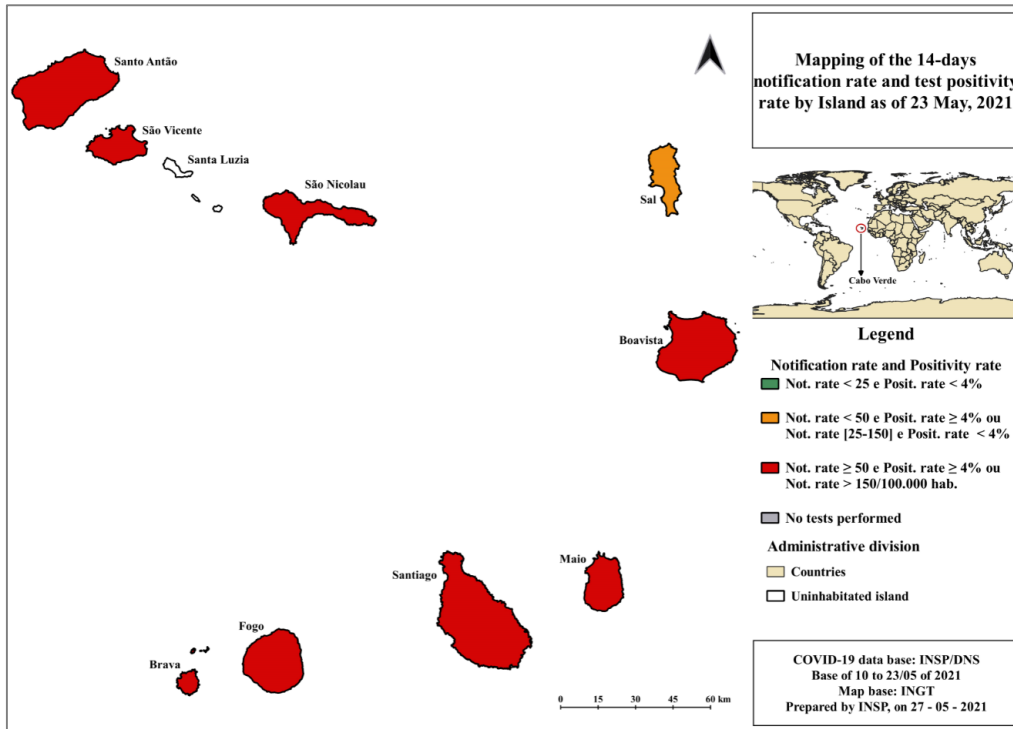 Santo Antão
São Vicente
Santa Luzia
São Nicolau
Sal
Boavista
Santiago
Maio
Fogo
Brava
0 15 30 45 60 km
Mapping of the 14-days
notification rate and test positivity
rate by Island as of 23 May, 2021
Cabo Verde
Legend
Notification rate and Positivity rate
Not. rate < 25 e Posit. rate < 4%
Not. rate < 50 e Posit. rate ≥ 4% ou
Not. rate [25-150] e Posit. rate < 4%
Not. rate ≥ 50 e Posit. rate ≥ 4% ou
Not. rate > 150/100.000 hab.
No tests performed
Administrative division
Countries
Uninhabitated island
COVID-19 data base: INSP/DNS
Base of 10 to 23/05 of 2021
Map base: INGT
Prepared by INSP, on 27 - 05 - 2021